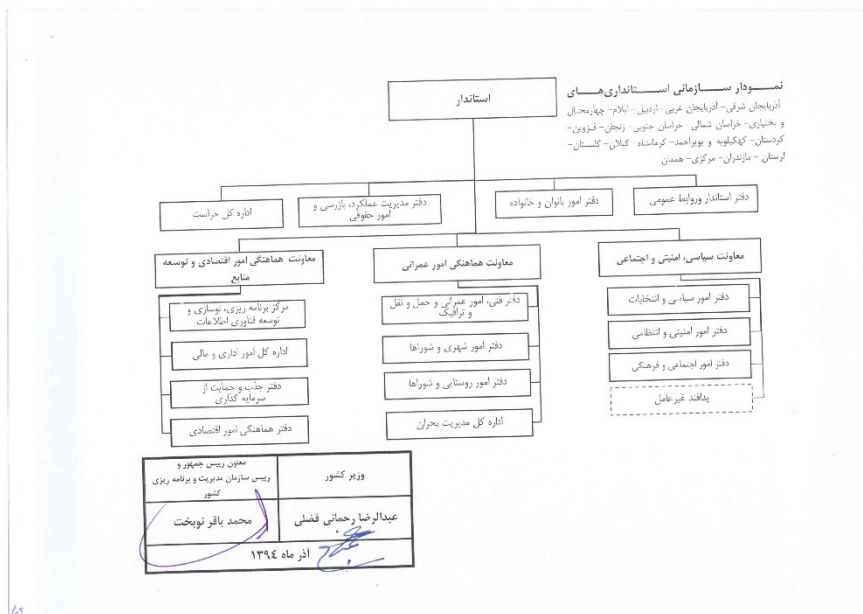 نمـــودار ســـازمانی اســـتانداری‌هـــای
آذربایجان شرقی- آذربایجان غربی- اردبیل- ایلام- چهارمحال
و بختیاری- خراسان شمالی- خراسان جنوبی- زنجان- قزوین-
کردستان- کهگیلویه و بویراحمد- کرمانشاه- گیلان- گلستان-
لرستان- مازندران- مرکزی- همدان
استاندار
دفتر استاندار وروابط عمومی
دفتر امور بانوان و خانواده
دفتر مدیریت عملکرد، بازرسی و
امور حقوقی
اداره کل حراست
معاونت سیاسی، امنیتی و اجتماعی
دفتر امور سیاسی و انتخابات
دفتر امور امنیتی و انتظامی
دفتر امور اجتماعی و فرهنگی
پدافند غیرعامل
معاونت هماهنگی امور عمرانی
دفتر فنی، امور عمرانی و حمل و نقل
و ترافیک
دفتر امور شهری و شوراها
دفتر امور روستایی و شوراها
اداره کل مدیریت بحران
معاونت هماهنگی امور اقتصادی و توسعه
منابع
مرکز برنامه ریزی، نوسازی و
توسعه فناوری اطلاعات
اداره کل امور اداری و مالی
دفتر جذب و حمایت از
سرمایه گذاری
دفتر هماهنگی امور اقتصادی
وزیر کشور
معاون رییس جمهور و
رییس سازمان مدیریت و برنامه ریزی
کشور
عبدالرضا رحمانی فضلی
محمد باقر نوبخت
آذر ماه ۱۳۹٤